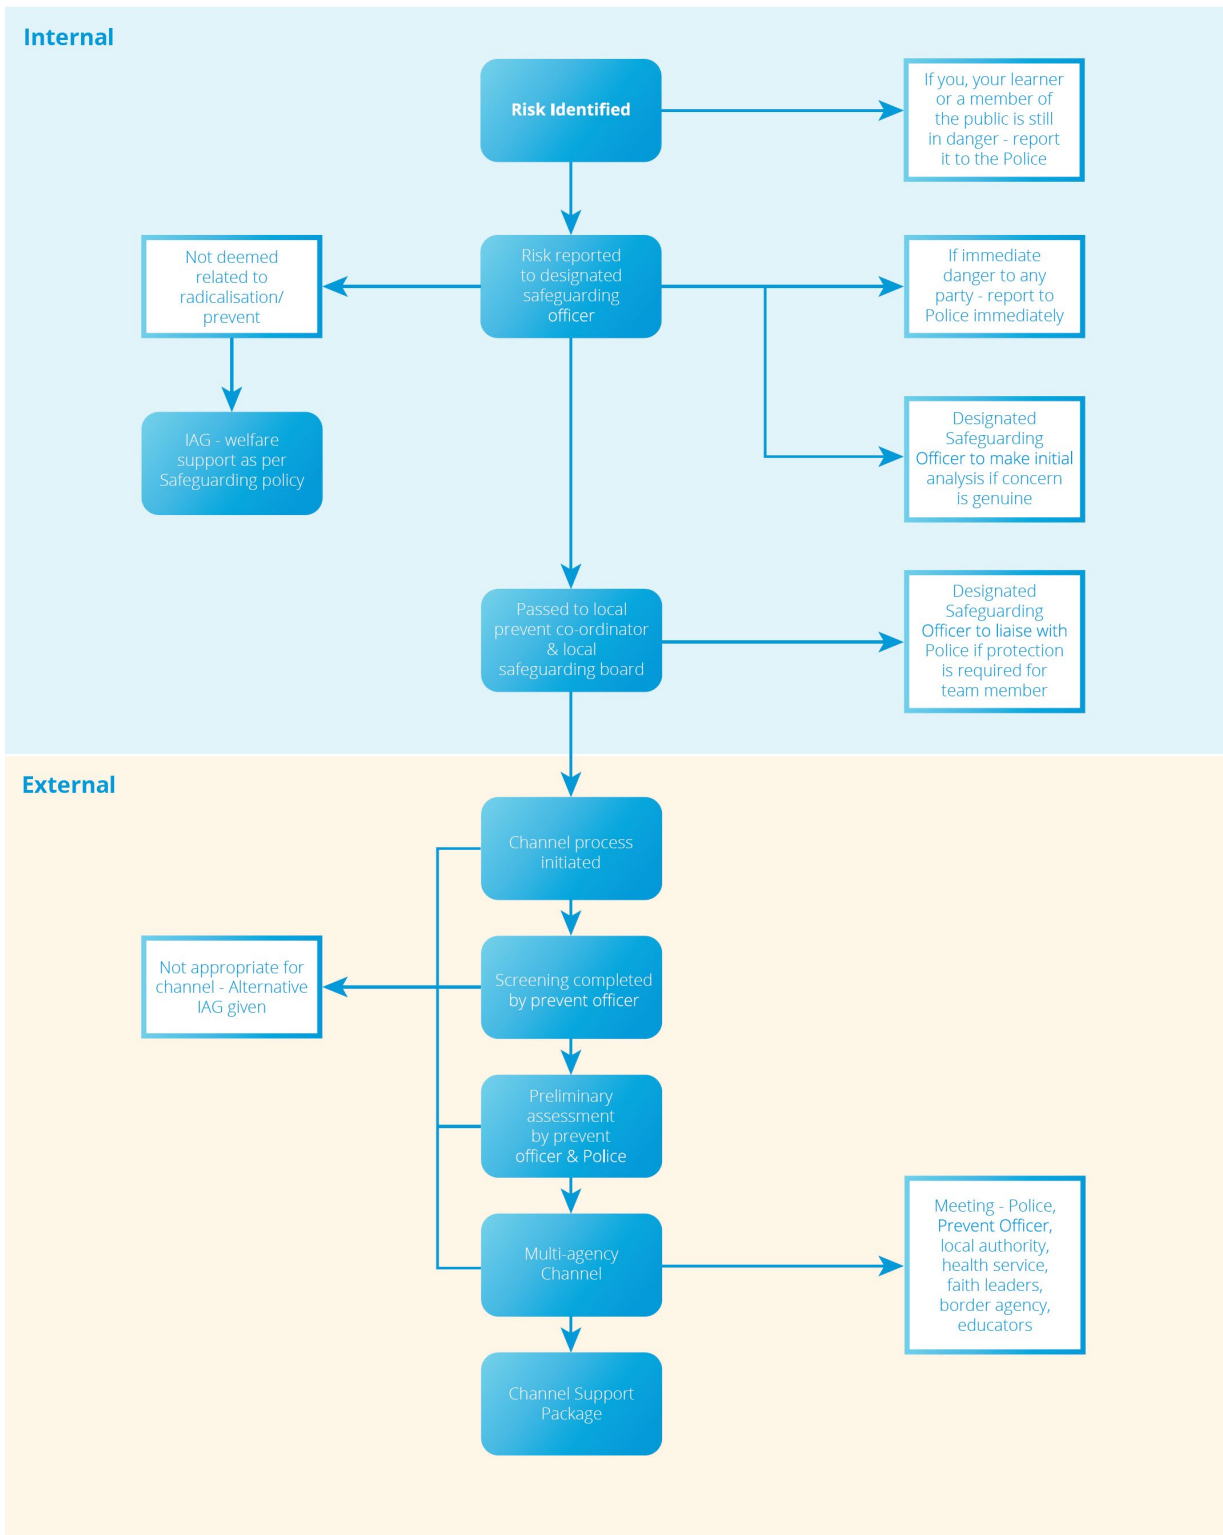 Internal
Risk Identified
If you, your learner
or a member of
the public is still
in danger - report
it to the Police
Not deemed
related to
radicalisation/
prevent
Risk reported
to designated
safeguarding
officer
If immediate
danger to any
party - report to
Police immediately
IAG - welfare
support as per
Safeguarding policy
Designated
Safeguarding
Officer to make initial
analysis if concern
is genuine
Passed to local
prevent co-ordinator
& local
safeguarding board
Designated
Safeguarding
Officer to liaise with
Police if protection
is required for
team member
External
Channel process
initiated
Not appropriate for
channel - Alternative
IAG given
Screening completed
by prevent officer
Preliminary
assessment
by prevent
officer & Police
Multi-agency
Channel
Meeting - Police,
Prevent Officer,
local authority,
health service,
faith leaders,
border agency,
educators
Channel Support
Package